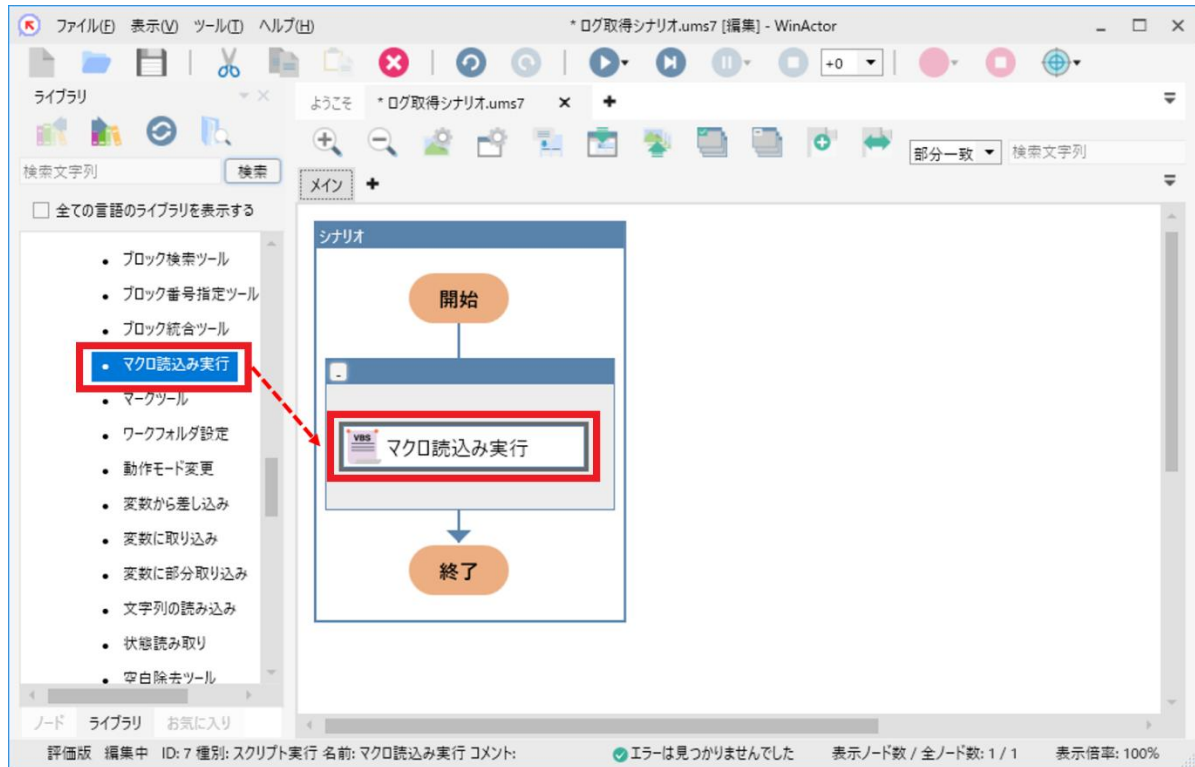 ファイル(F) 表示(V) ツール(T) ヘルプ(H) * ログ取得シナリオ.ums7 [編集] - WinActor
+0
ライブラリ
ようこそ * ログ取得シナリオ.ums7
検索文字列 検索
部分一致 検索文字列
メイン
全ての言語のライブラリを表示する
ブロック検索ツール
ブロック番号指定ツール
ブロック統合ツール
マクロ読込み実行
マークツール
ワークフォルダ設定
動作モード変更
変数から差し込み
変数に取り込み
変数に部分取り込み
文字列の読み込み
状態読み取り
空白除去ツール
シナリオ
開始
-
VBS マクロ読込み実行
終了
ノード ライブラリ お気に入り
評価版 編集中 ID: 7 種別: スクリプト実行 名前: マクロ読込み実行 コメント: エラーは見つかりませんでした 表示ノード数 / 全ノード数: 1 / 1 表示倍率: 100%